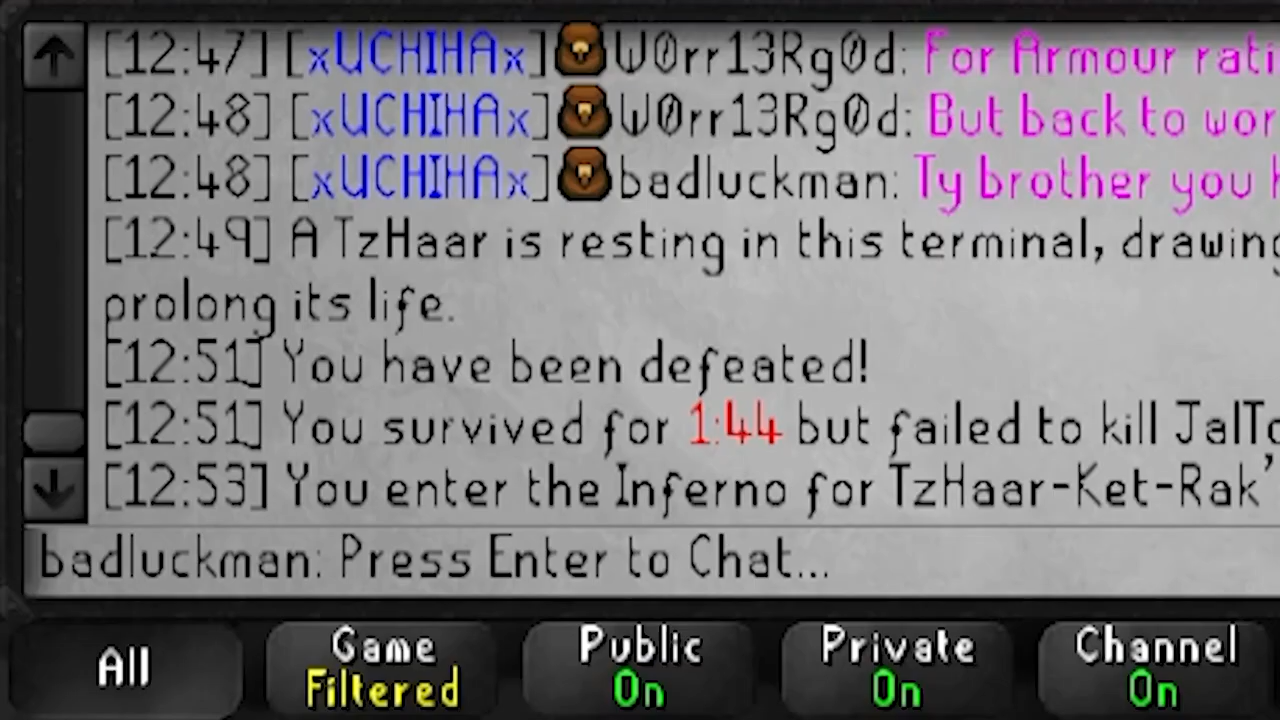 [12:47] [xUCHIHAx] W0rr13Rg0d: For Armour rati
[12:48] [xUCHIHAx] W0rr13Rg0d: But back to wor
[12:48] [xUCHIHAx] badluckman: Ty brother you h
[12:49] A TzHaar is resting in this terminal, drawing
prolong its life.
[12:51] You have been defeated!
[12:51] You survived for 1:44 but failed to kill JalTo
[12:53] You enter the Inferno for TzHaar-Ket-Rak'
badluckman: Press Enter to Chat...
All
Game
Filtered
Public
On
Private
On
Channel
On